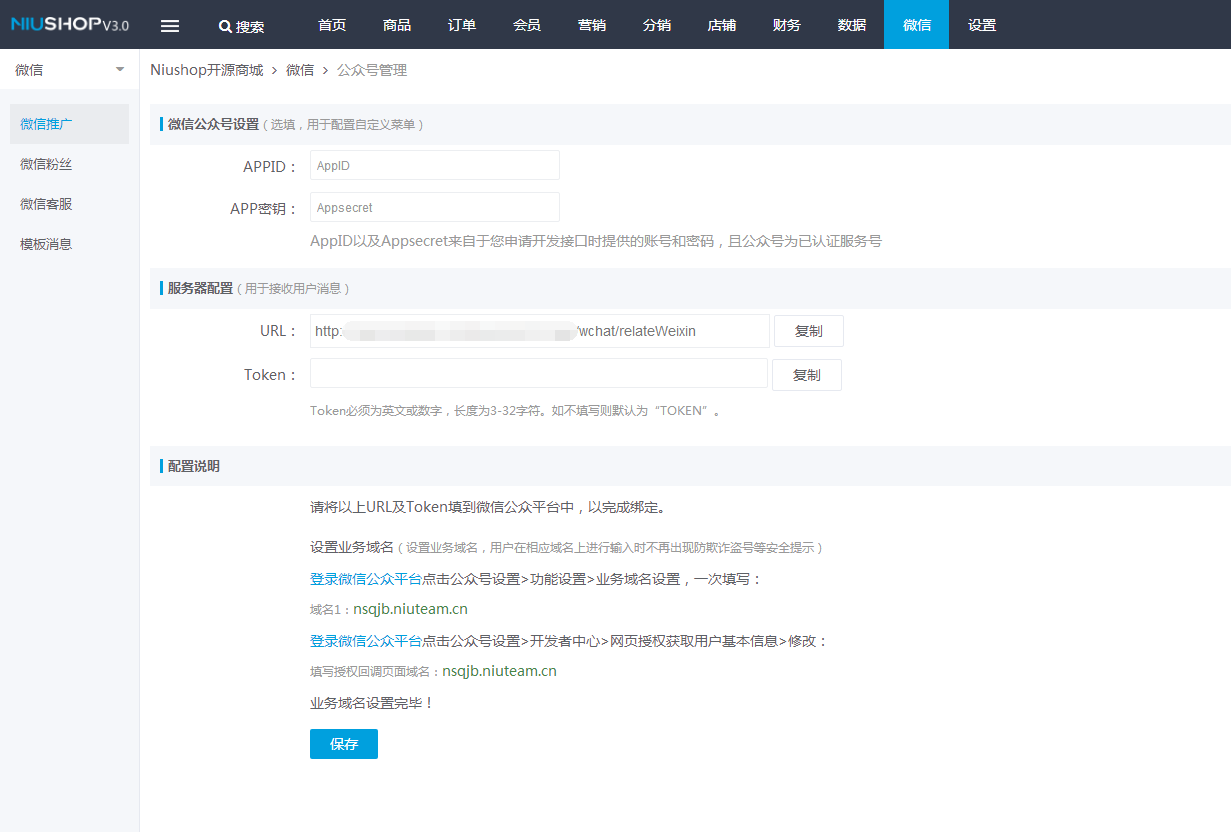 NIUSHOP V3.0 搜索 首页 商品 订单 会员 营销 分销 店铺 财务 数据 微信 设置
微信
Niushop开源商城 > 微信 > 公众号管理
微信推广
微信粉丝
微信客服
模板消息
微信公众号设置 ( 选填，用于配置自定义菜单 )
APPID： AppID
APP密钥： Appsecret
AppID以及Appsecret来自于您申请开发接口时提供的账号和密码，且公众号为已认证服务号
服务器配置 ( 用于接收用户消息 )
URL： http: /wchat/relateWeixin 复制
Token： 复制
Token必须为英文或数字，长度为3-32字符。如不填写则默认为“TOKEN”。
配置说明
请将以上URL及Token填到微信公众平台中，以完成绑定。
设置业务域名 ( 设置业务域名，用户在相应域名上进行输入时不再出现防欺诈盗号等安全提示 )
登录微信公众平台点击公众号设置>功能设置>业务域名设置，一次填写：
域名1：nsqjb.niuteam.cn
登录微信公众平台点击公众号设置>开发者中心>网页授权获取用户基本信息>修改：
填写授权回调页面域名：nsqjb.niuteam.cn
业务域名设置完毕！
保存